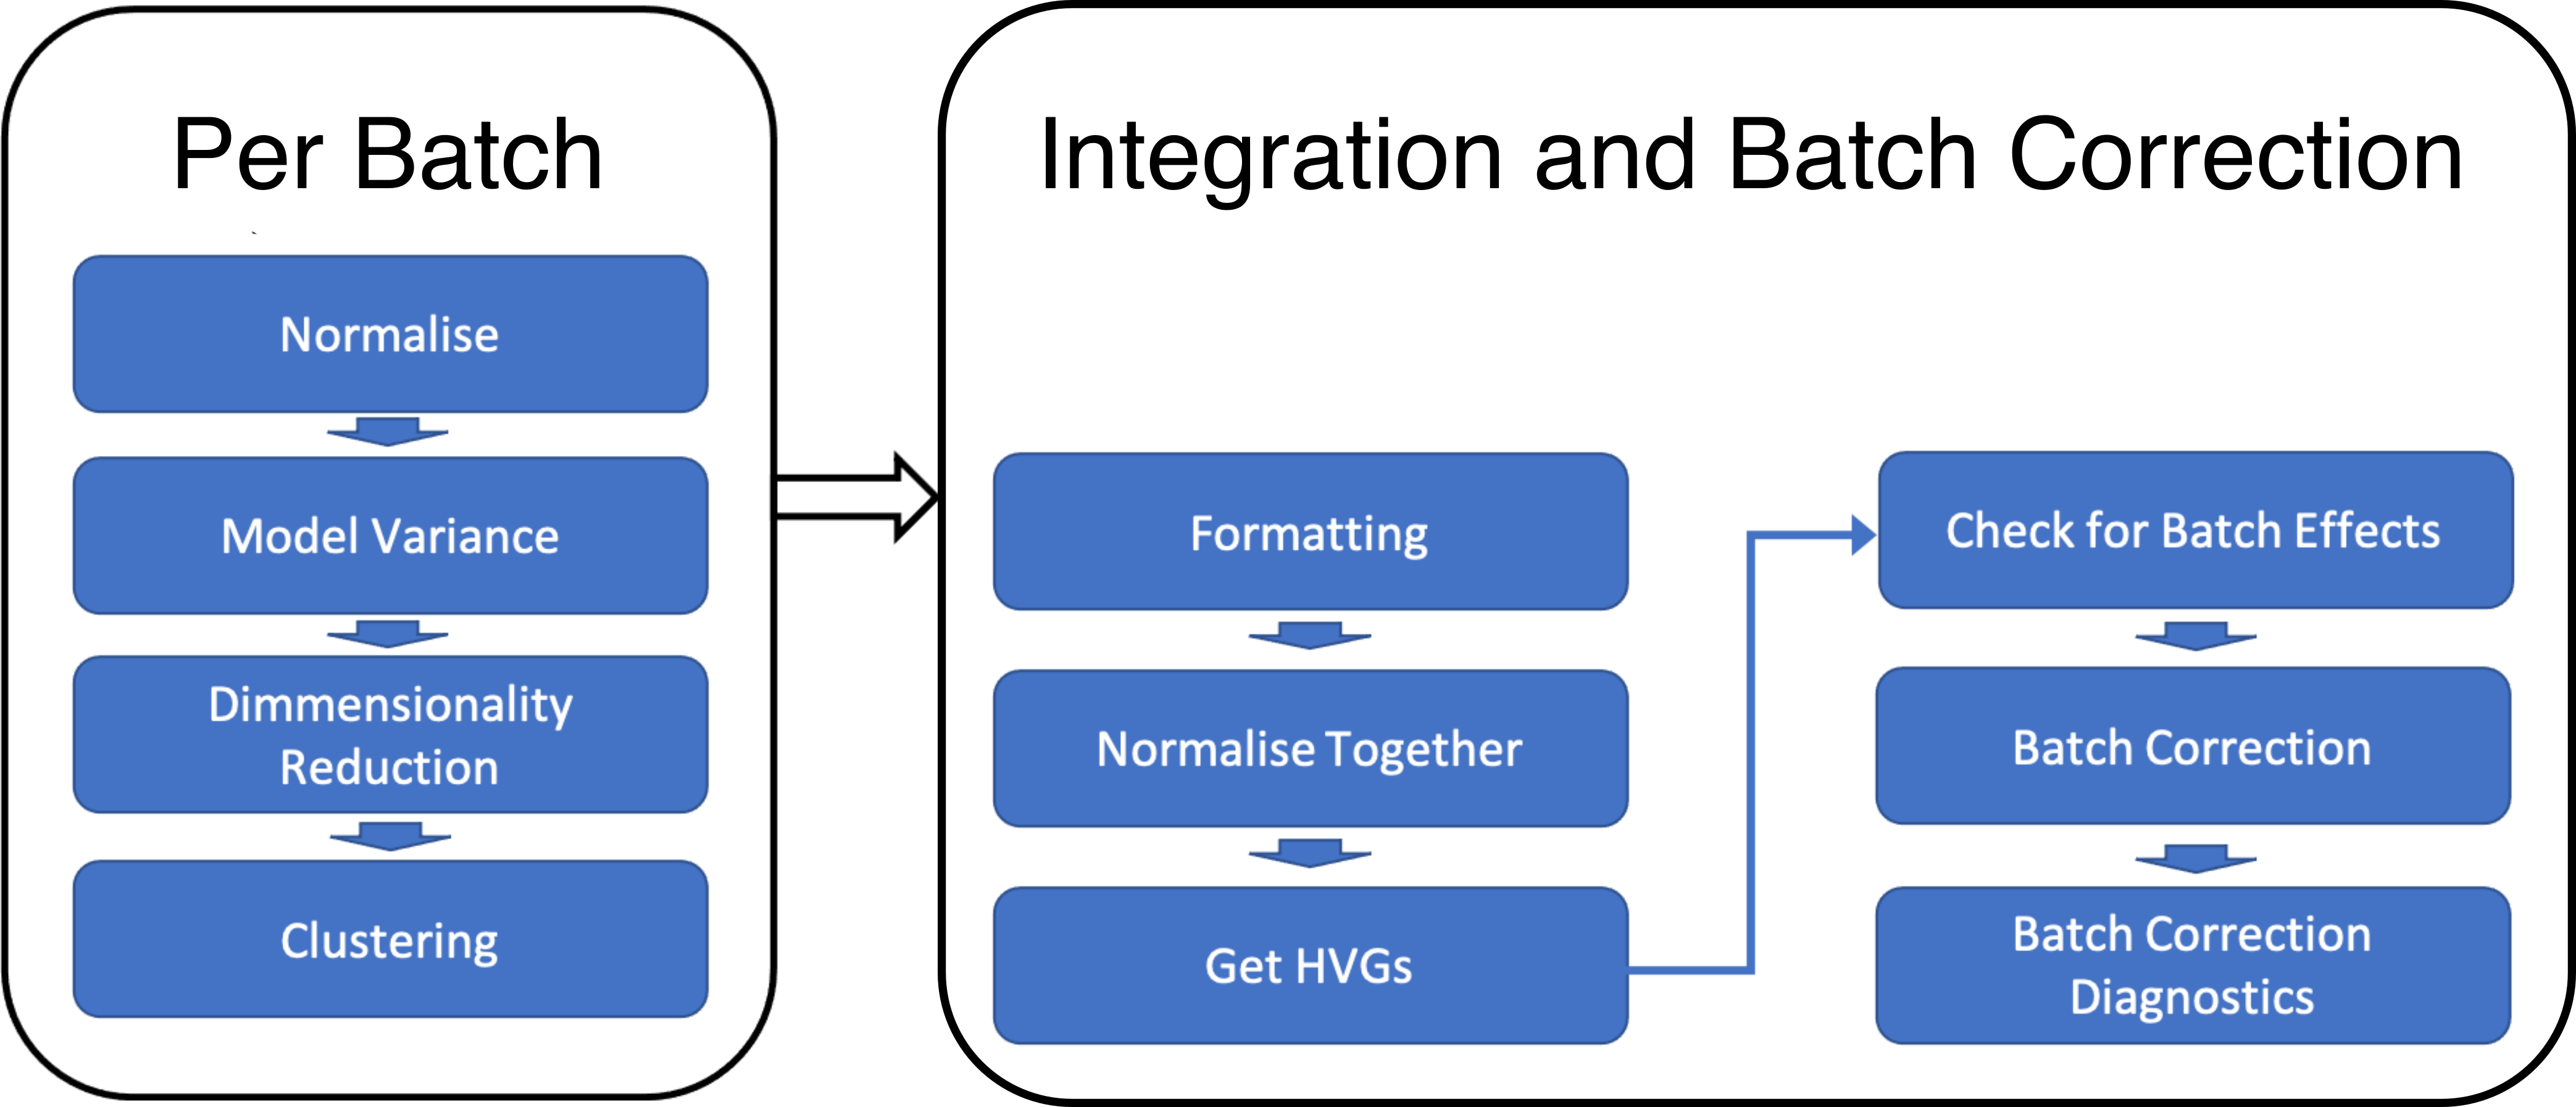 Per Batch
Normalise
Model Variance
Dimmensionality
Reduction
Clustering
Integration and Batch Correction
Formatting
Normalise Together
Get HVGs
Check for Batch Effects
Batch Correction
Batch Correction
Diagnostics